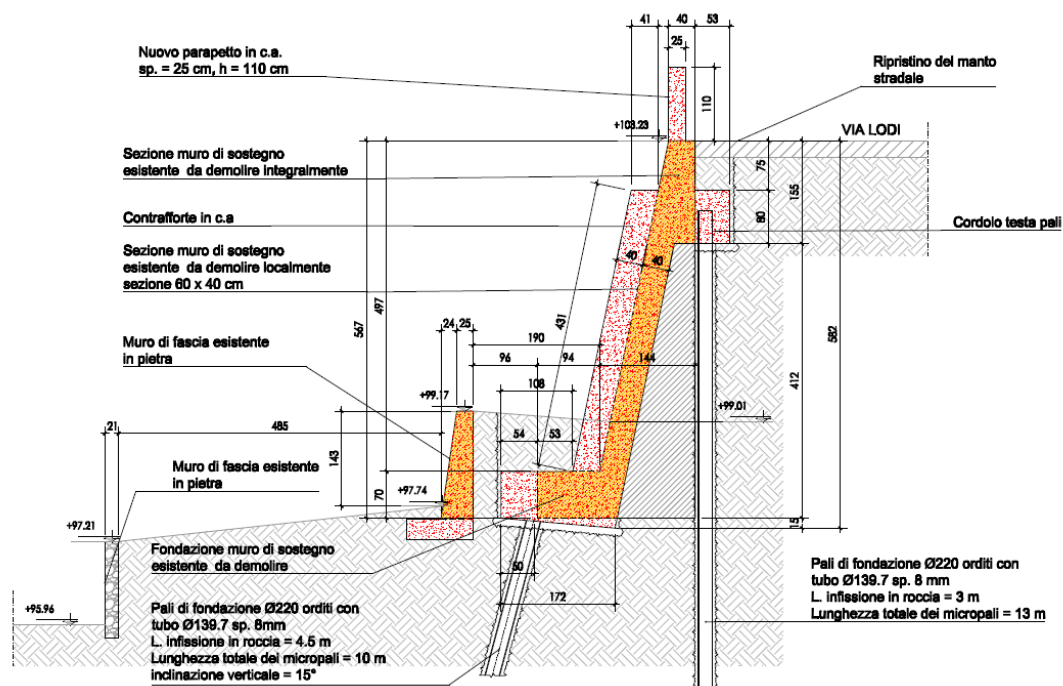 41
40
53
25
Nuovo parapetto in c.a.
sp. = 25 cm, h = 110 cm
110
Ripristino del manto
stradale
+103.23
VIA LODI
Sezione muro di sostegno
esistente da demolire integralmente
75
155
Contrafforte in c.a
80
Cordolo testa pali
Sezione muro di sostegno
esistente da demolire localmente
sezione 60 x 40 cm
40
40
567
497
431
582
24
25
190
Muro di fascia esistente
in pietra
96
94
144
108
+99.17
+99.01
412
21
485
54
53
143
Muro di fascia esistente
in pietra
70
+97.74
+97.21
15
Fondazione muro di sostegno
esistente da demolire
50
172
+95.96
Pali di fondazione Ø220 orditi con
tubo Ø139.7 sp. 8mm
L. infissione in roccia = 4.5 m
Lunghezza totale dei micropali = 10 m
inclinazione verticale = 15°
Pali di fondazione Ø220 orditi con
tubo Ø139.7 sp. 8 mm
L. infissione in roccia = 3 m
Lunghezza totale dei micropali = 13 m